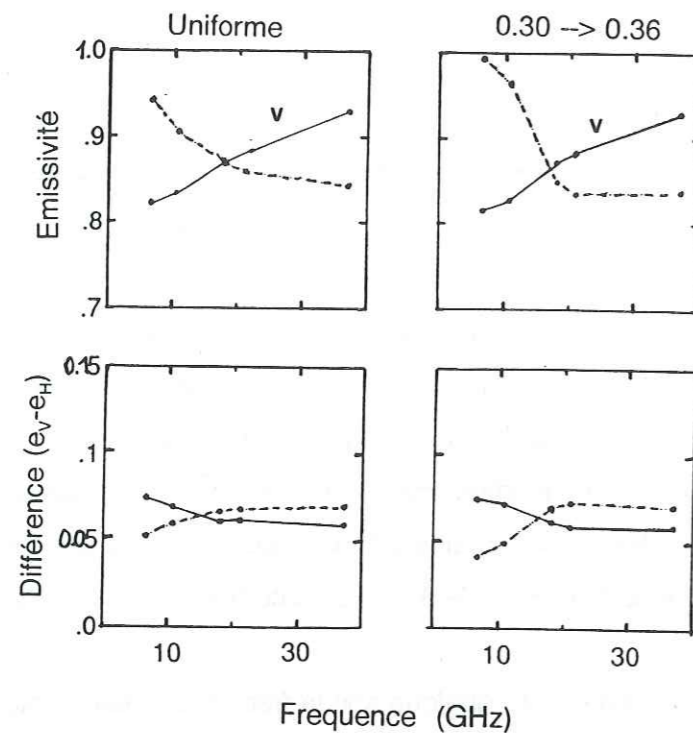 Uniforme
0.30 --> 0.36
1.0
.9
.8
.7
Emissivité
V
V
0.15
.1
0.05
.0
Différence (eV-eH)
10 30
10 30
Frequence (GHz)